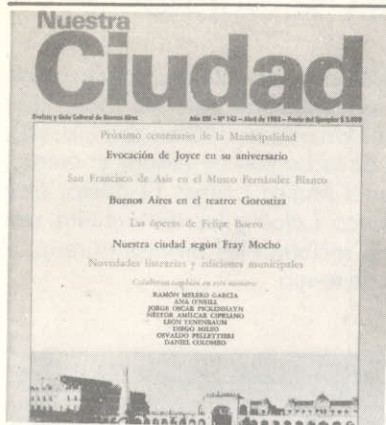 Nuestra
Ciudad
Revista y Guía Cultural de Buenos Aires
Año XIII - Nº 142 - Abril de 1982 - Precio del Ejemplar $ 5.000
Próximo centenario de la Municipalidad
Evocación de Joyce en su aniversario
San Francisco de Asís en el Museo Fernández Blanco
Buenos Aires en el teatro: Gorostiza
Las óperas de Felipe Boero
Nuestra ciudad según Fray Mocho
Novedades literarias y ediciones municipales
Colaboran también en este número:
RAMÓN MELERO GARCIA
ANA O'NEILL
JORGE OSCAR PICKENHAYN
NÉSTOR AMÍLCAR CIPRIANO
LEÓN TENENBAUM
DIEGO MILEO
OSVALDO PELLETTIERI
DANIEL COLOMBO